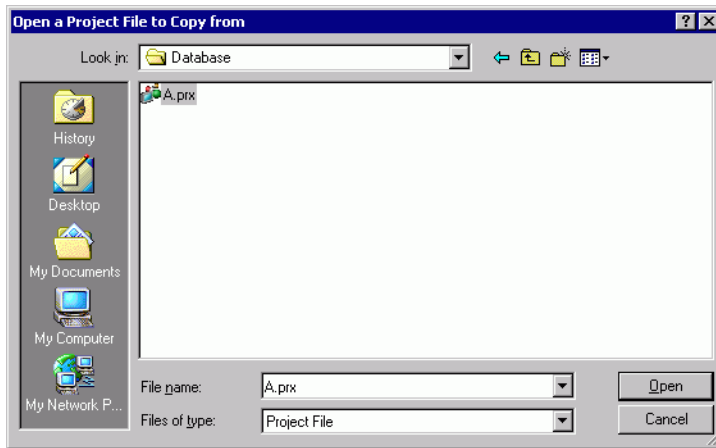 Open a Project File to Copy from
Look in: Database
A.prx
History
Desktop
My Documents
My Computer
My Network P...
File name: A.prx Open
Files of type: Project File Cancel